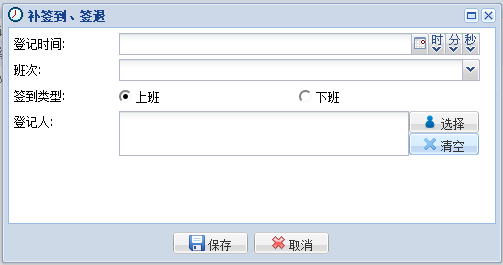 补签到、签退
登记时间: 时 分 秒
班次:
签到类型: 上班 下班
登记人: 选择
清空
保存 取消